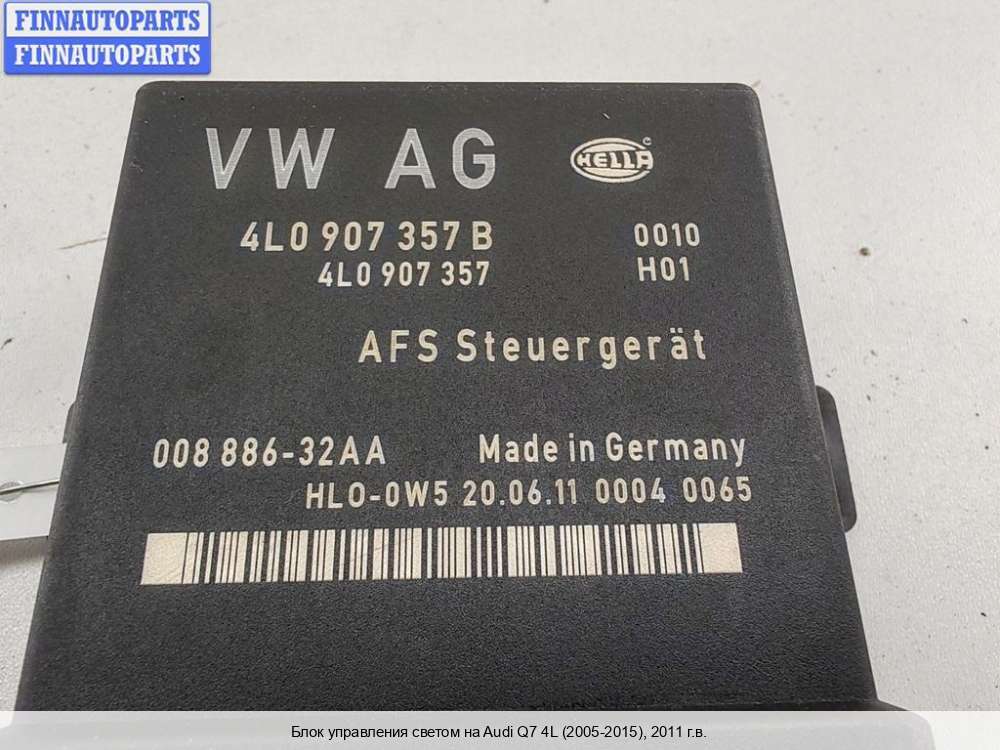 FINNAUTOPARTS
FINNAUTOPARTS
VW AG HELLA
4L0 907 357 B 0010
4L0 907 357 H01
AFS Steuergerät
008 886-32AA Made in Germany
HLO-0W5 20.06.11 0004 0065
Блок управления светом на Audi Q7 4L (2005-2015), 2011 г.в.